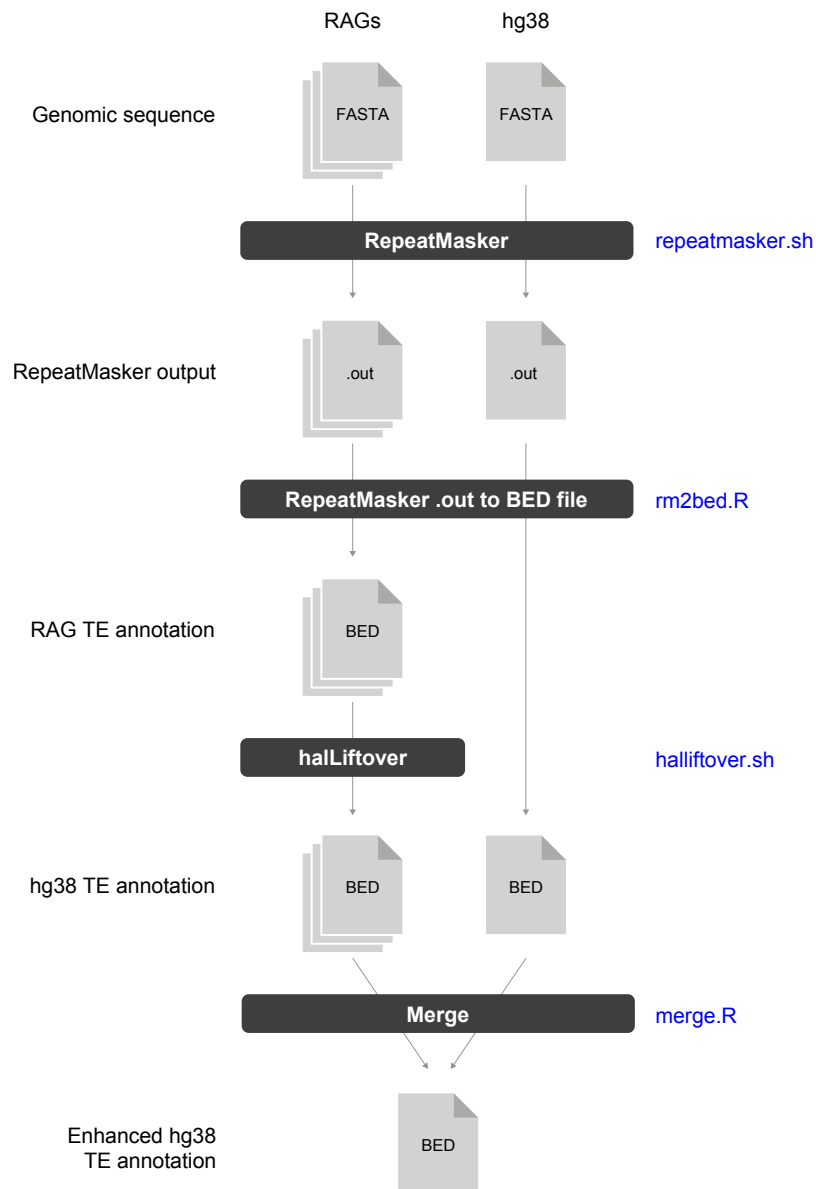 RAGs
hg38
Genomic sequence
FASTA
FASTA
RepeatMasker
repeatmasker.sh
RepeatMasker output
.out
.out
RepeatMasker .out to BED file
rm2bed.R
RAG TE annotation
BED
halLiftover
halliftover.sh
hg38 TE annotation
BED
BED
Merge
merge.R
Enhanced hg38
TE annotation
BED